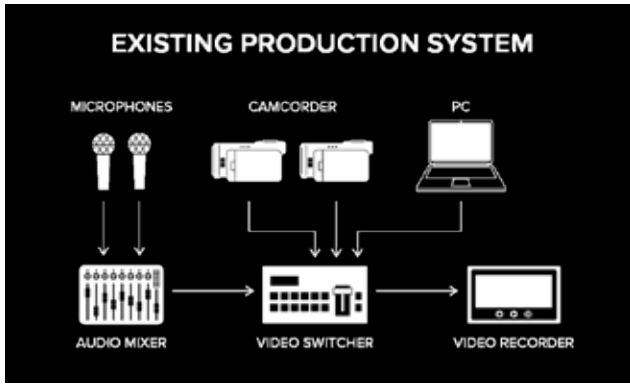 EXISTING PRODUCTION SYSTEM
MICROPHONES
CAMCORDER
PC
AUDIO MIXER
VIDEO SWITCHER
VIDEO RECORDER